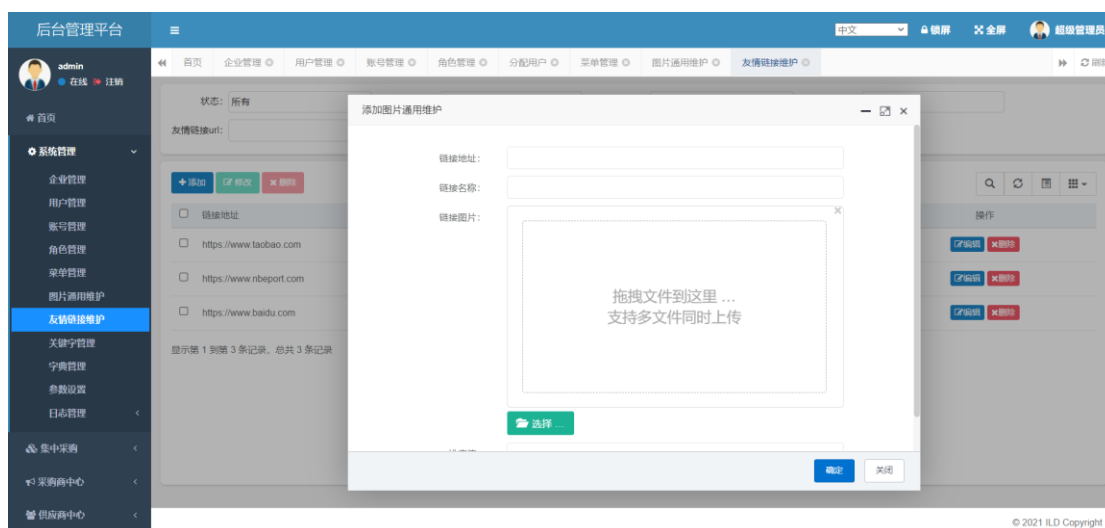 后台管理平台
中文
锁屏
全屏
超级管理员
admin
在线 注销
首页
企业管理
用户管理
账号管理
角色管理
分配用户
菜单管理
图片通用维护
友情链接维护
首页
系统管理
企业管理
用户管理
账号管理
角色管理
菜单管理
图片通用维护
友情链接维护
关键字管理
字典管理
参数设置
日志管理
集中采购
采购商中心
供应商中心
状态: 所有
友情链接url:
添加 修改 删除
链接地址
操作
https://www.taobao.com
编辑 删除
https://www.nbeport.com
编辑 删除
https://www.baidu.com
编辑 删除
显示第 1 到第 3 条记录，总共 3 条记录
添加图片通用维护
链接地址:
链接名称:
链接图片:
拖拽文件到这里 …
支持多文件同时上传
选择 …
确定
关闭
© 2021 ILD Copyright